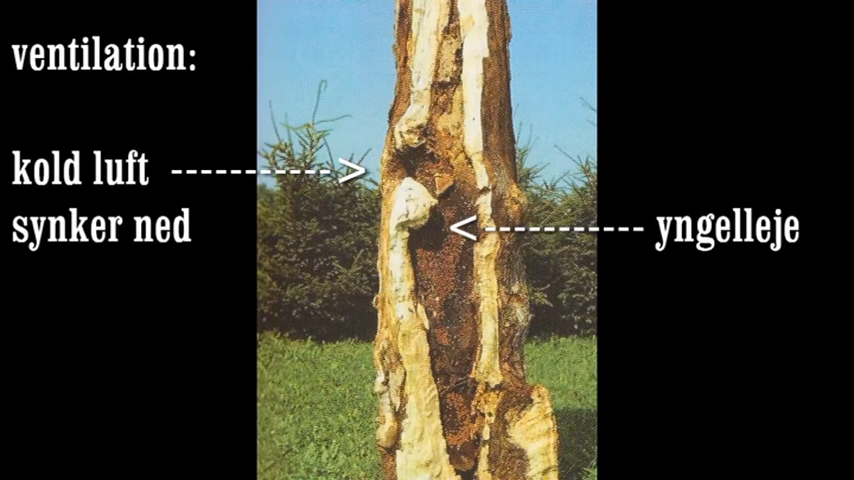 ventilation:
kold luft ---------->
synker ned
<---------- yngelleje